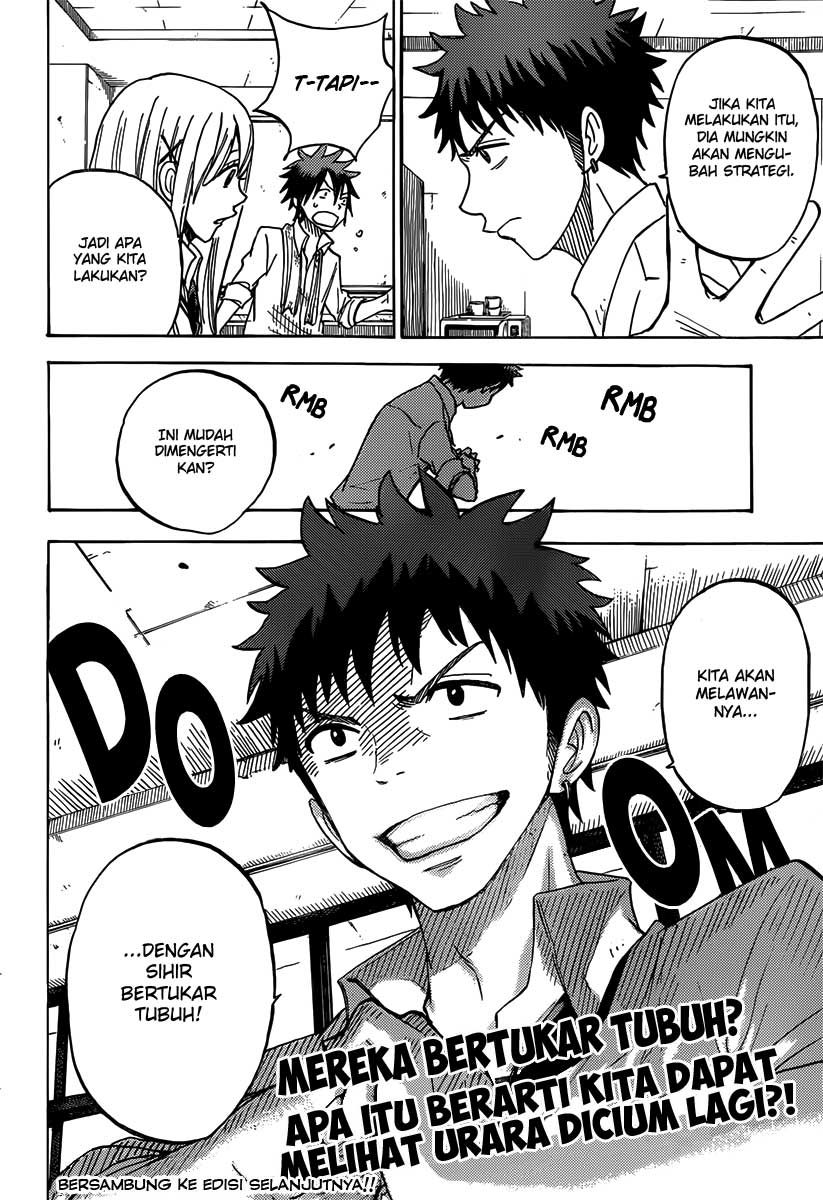 JIKA KITA
MELAKUKAN ITU,
DIA MUNGKIN
AKAN MENGU-
BAH STRATEGI.
T-TAPI--
JADI APA
YANG KITA
LAKUKAN?
RMB
RMB
RMB
INI MUDAH
DIMENGERTI
KAN?
KITA AKAN
MELAWAN-
NYA...
DOOM
...DENGAN
SIHIR
BERTUKAR
TUBUH!
MEREKA BERTUKAR TUBUH?
APA ITU BERARTI KITA DAPAT
MELIHAT URARA DICIUM LAGI?!
BERSAMBUNG KE EDISI SELANJUTNYA!!